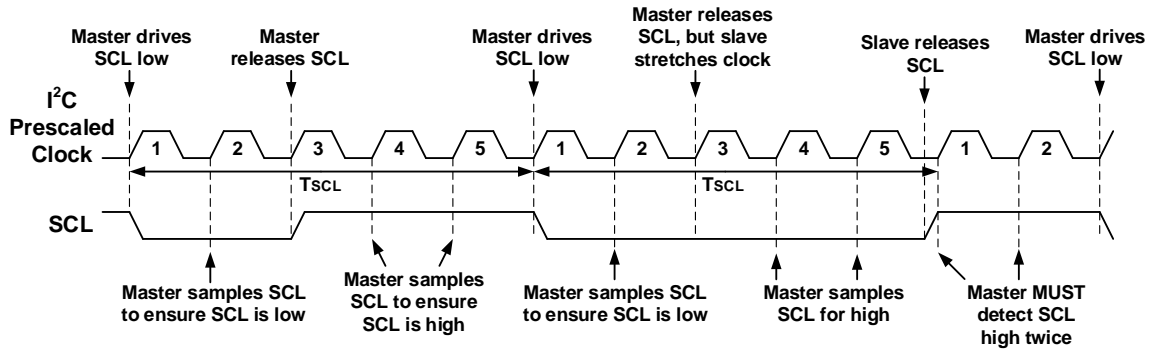 Master drives
SCL low
Master
releases SCL
Master drives
SCL low
Master releases
SCL, but slave
stretches clock
Slave releases
SCL
Master drives
SCL low
I²C
Prescaled
Clock
1 2 3 4 5 1 2 3 4 5 1 2
TSCL TSCL
SCL
Master samples SCL
to ensure SCL is low
Master samples
SCL to ensure
SCL is high
Master samples SCL
to ensure SCL is low
Master samples
SCL for high
Master MUST
detect SCL
high twice